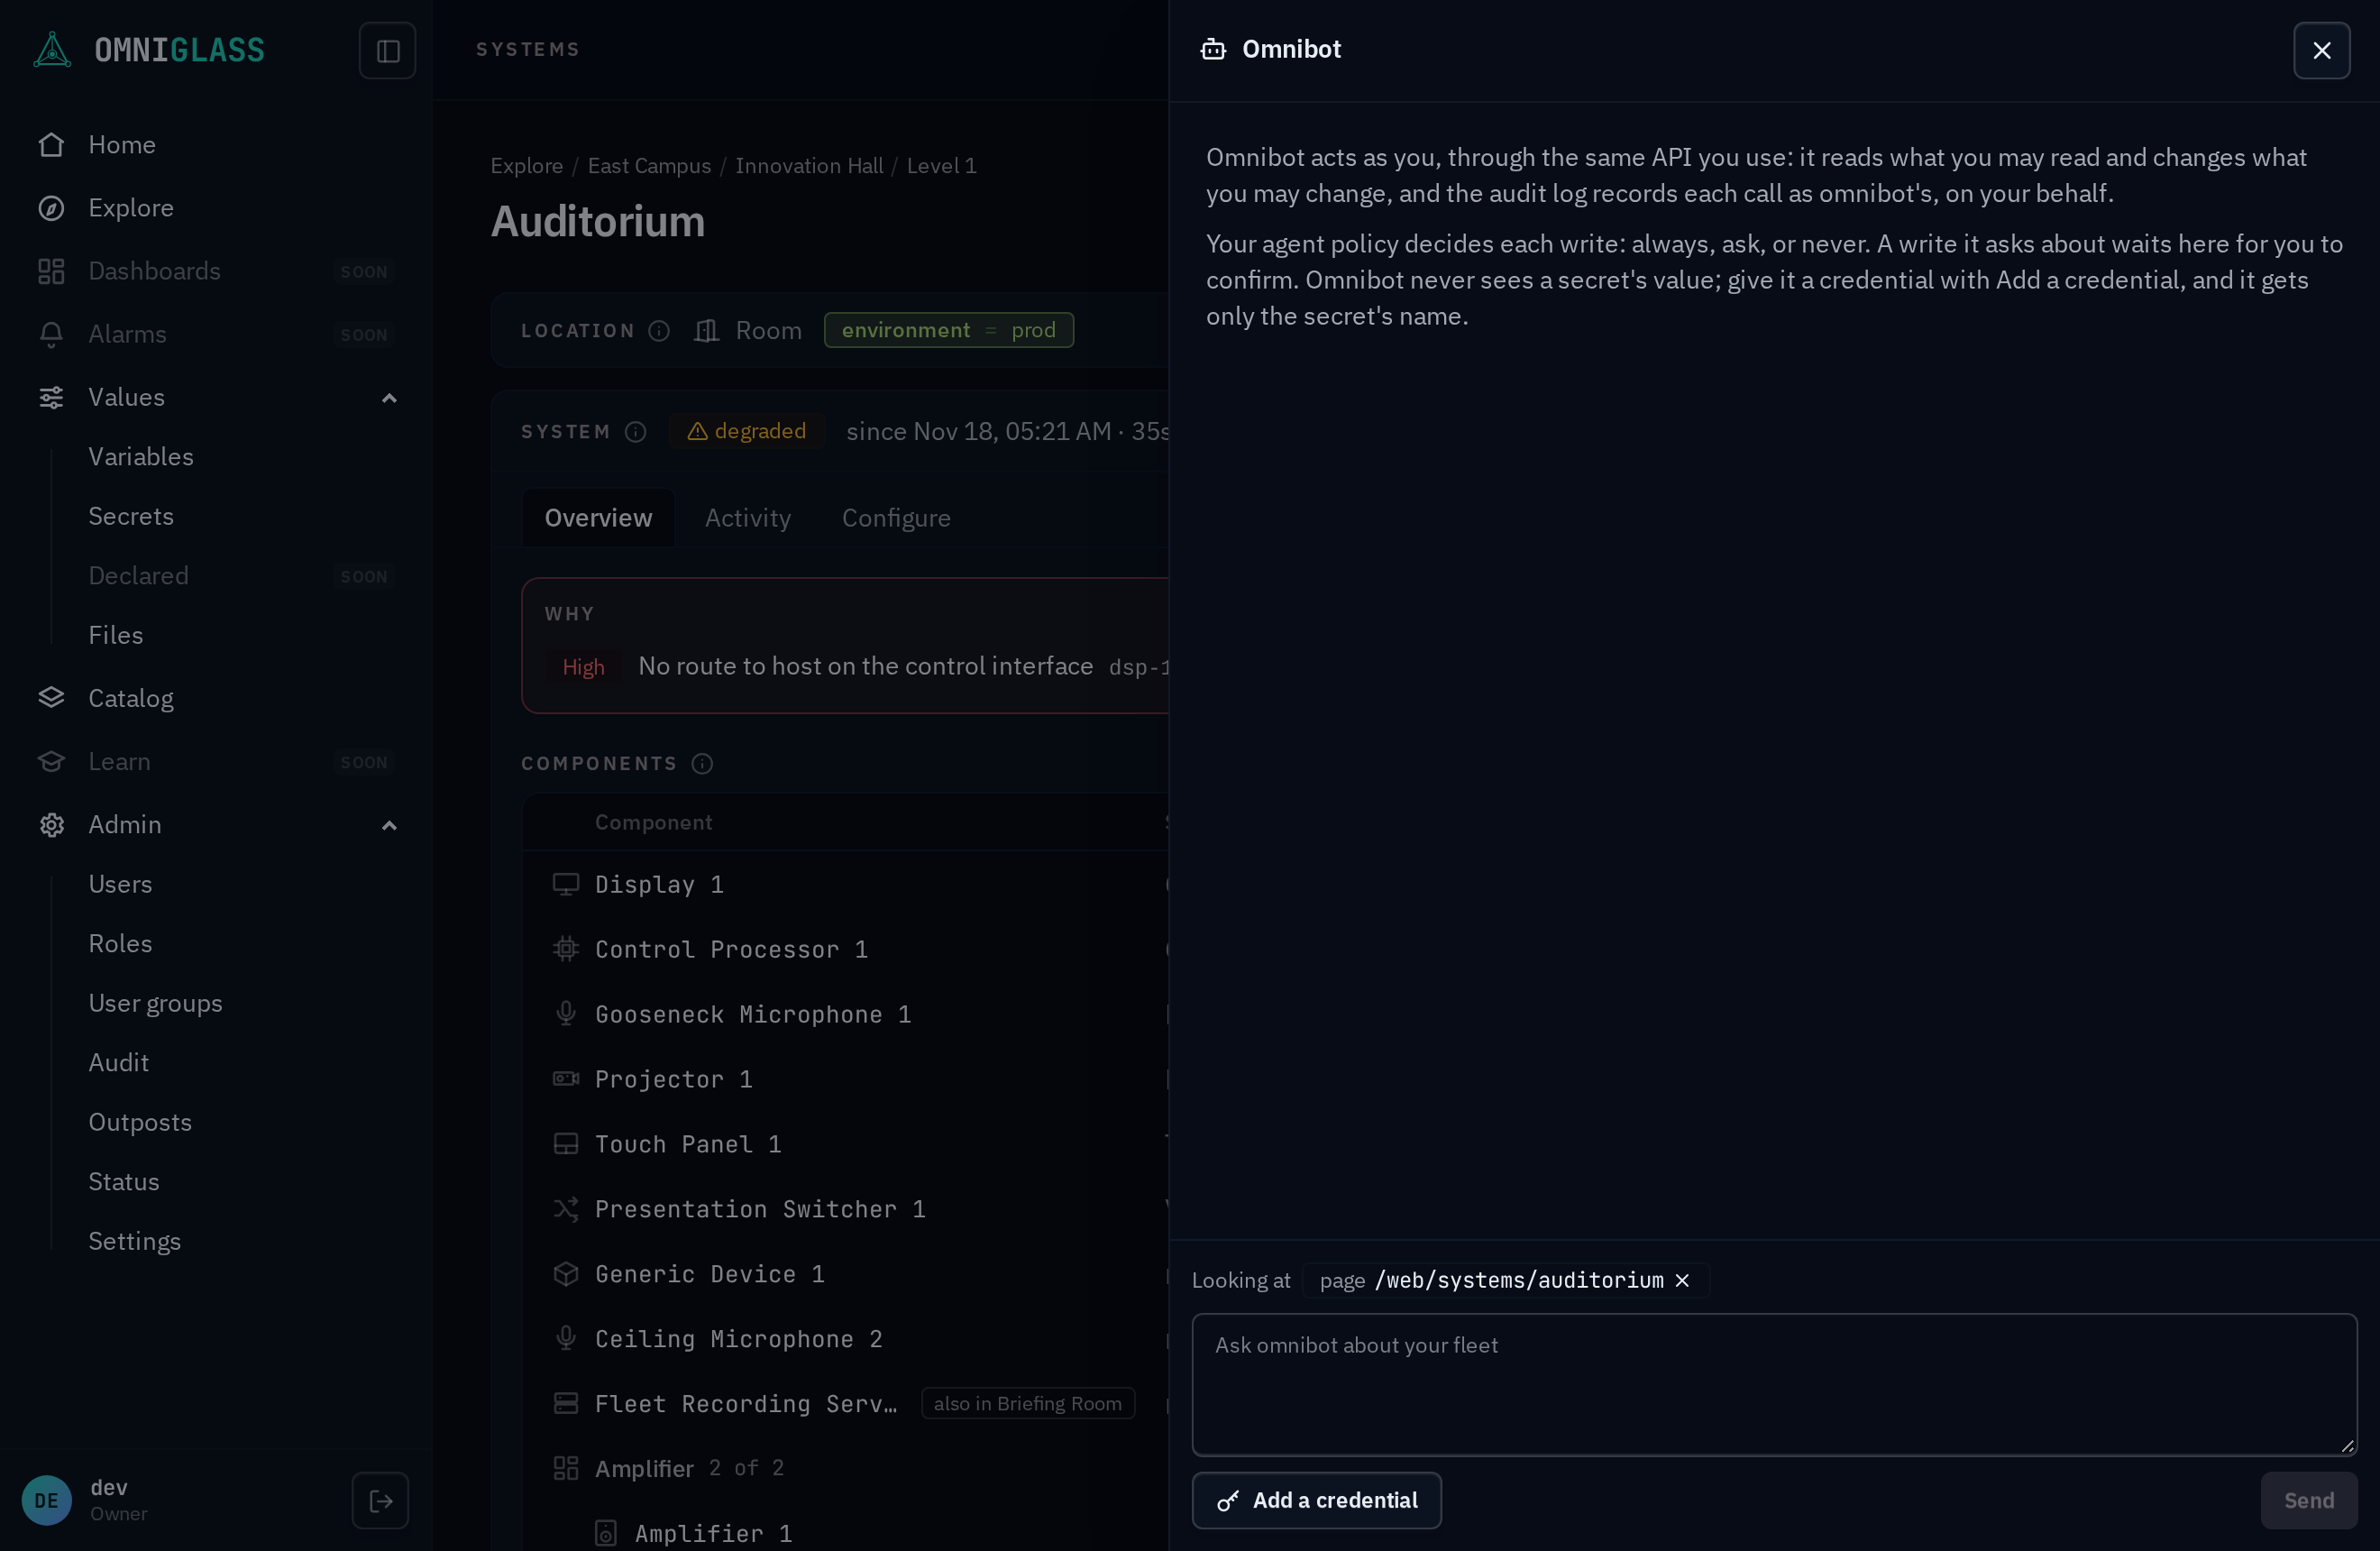 OMNIGLASS
Home
Explore
Dashboards SOON
Alarms SOON
Values
Variables
Secrets
Declared SOON
Files
Catalog
Learn SOON
Admin
Users
Roles
User groups
Audit
Outposts
Status
Settings
DE dev
Owner
SYSTEMS
Explore / East Campus / Innovation Hall / Level 1
Auditorium
LOCATION Room environment = prod
SYSTEM degraded since Nov 18, 05:21 AM · 35s
Overview Activity Configure
WHY
High No route to host on the control interface dsp-1
COMPONENTS
Component
Display 1
Control Processor 1
Gooseneck Microphone 1
Projector 1
Touch Panel 1
Presentation Switcher 1
Generic Device 1
Ceiling Microphone 2
Fleet Recording Serv… also in Briefing Room
Amplifier 2 of 2
Amplifier 1
Omnibot
Omnibot acts as you, through the same API you use: it reads what you may read and changes what
you may change, and the audit log records each call as omnibot's, on your behalf.
Your agent policy decides each write: always, ask, or never. A write it asks about waits here for you to
confirm. Omnibot never sees a secret's value; give it a credential with Add a credential, and it gets
only the secret's name.
Looking at page /web/systems/auditorium
Ask omnibot about your fleet
Add a credential
Send